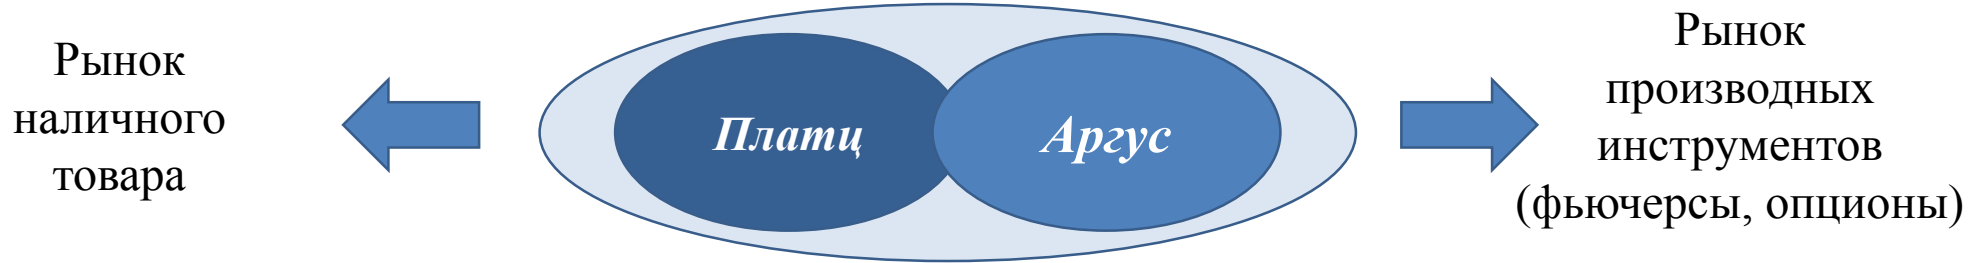 Рынок
наличного
товара
Платц
Аргус
Рынок
производных
инструментов
(фьючерсы, опционы)